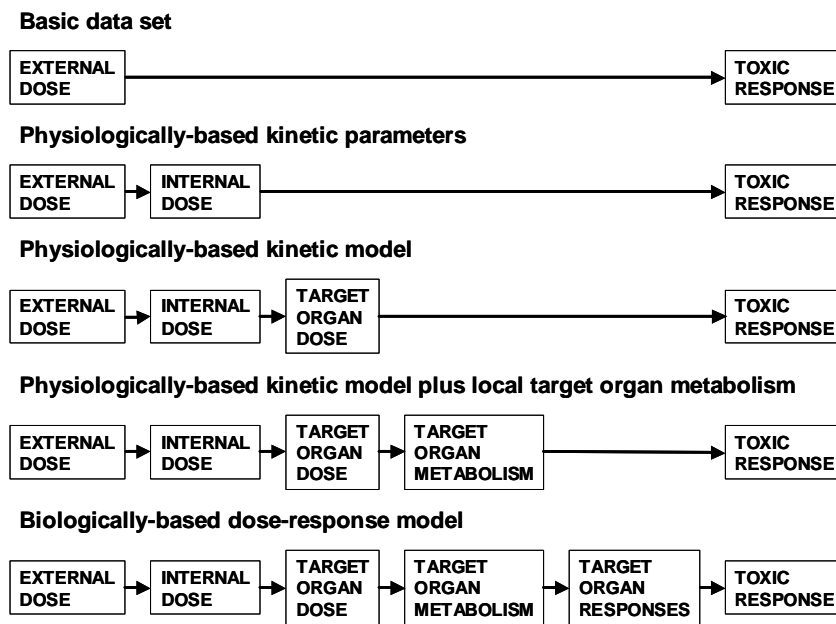 Basic data set
EXTERNAL DOSE
TOXIC RESPONSE
Physiologically-based kinetic parameters
EXTERNAL DOSE
INTERNAL DOSE
TOXIC RESPONSE
Physiologically-based kinetic model
EXTERNAL DOSE
INTERNAL DOSE
TARGET ORGAN DOSE
TOXIC RESPONSE
Physiologically-based kinetic model plus local target organ metabolism
EXTERNAL DOSE
INTERNAL DOSE
TARGET ORGAN DOSE
TARGET ORGAN METABOLISM
TOXIC RESPONSE
Biologically-based dose-response model
EXTERNAL DOSE
INTERNAL DOSE
TARGET ORGAN DOSE
TARGET ORGAN METABOLISM
TARGET ORGAN RESPONSES
TOXIC RESPONSE